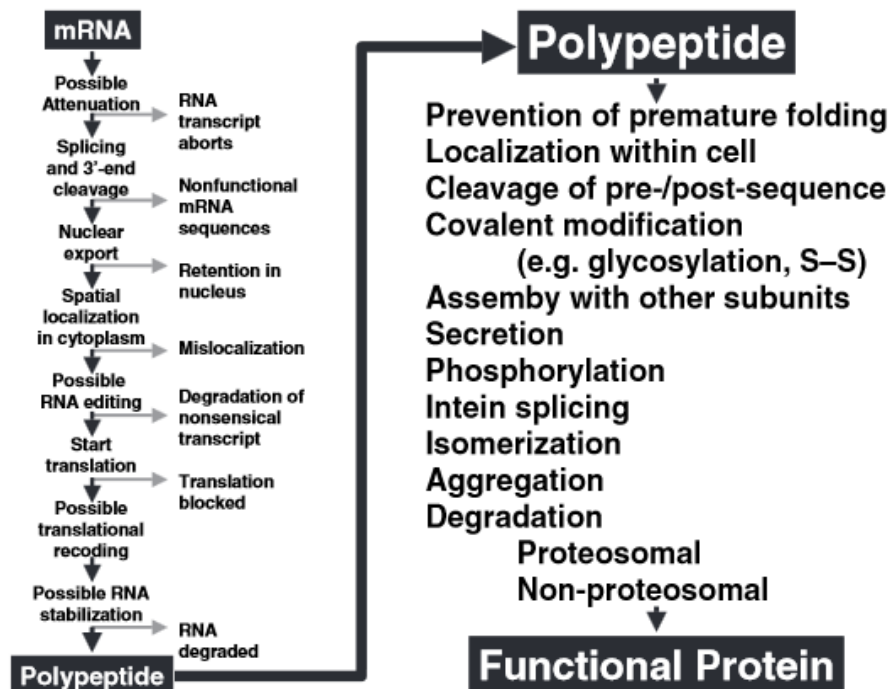 mRNA
Possible
Attenuation
RNA
transcript
aborts
Splicing
and 3'-end
cleavage
Nonfunctional
mRNA
sequences
Nuclear
export
Retention in
nucleus
Spatial
localization
in cytoplasm
Mislocalization
Possible
RNA editing
Degradation of
nonsensical
transcript
Start
translation
Translation
blocked
Possible
translational
recoding
Possible RNA
stabilization
RNA
degraded
Polypeptide
Polypeptide
Prevention of premature folding
Localization within cell
Cleavage of pre-/post-sequence
Covalent modification
(e.g. glycosylation, S–S)
Assemby with other subunits
Secretion
Phosphorylation
Intein splicing
Isomerization
Aggregation
Degradation
Proteosomal
Non-proteosomal
Functional Protein